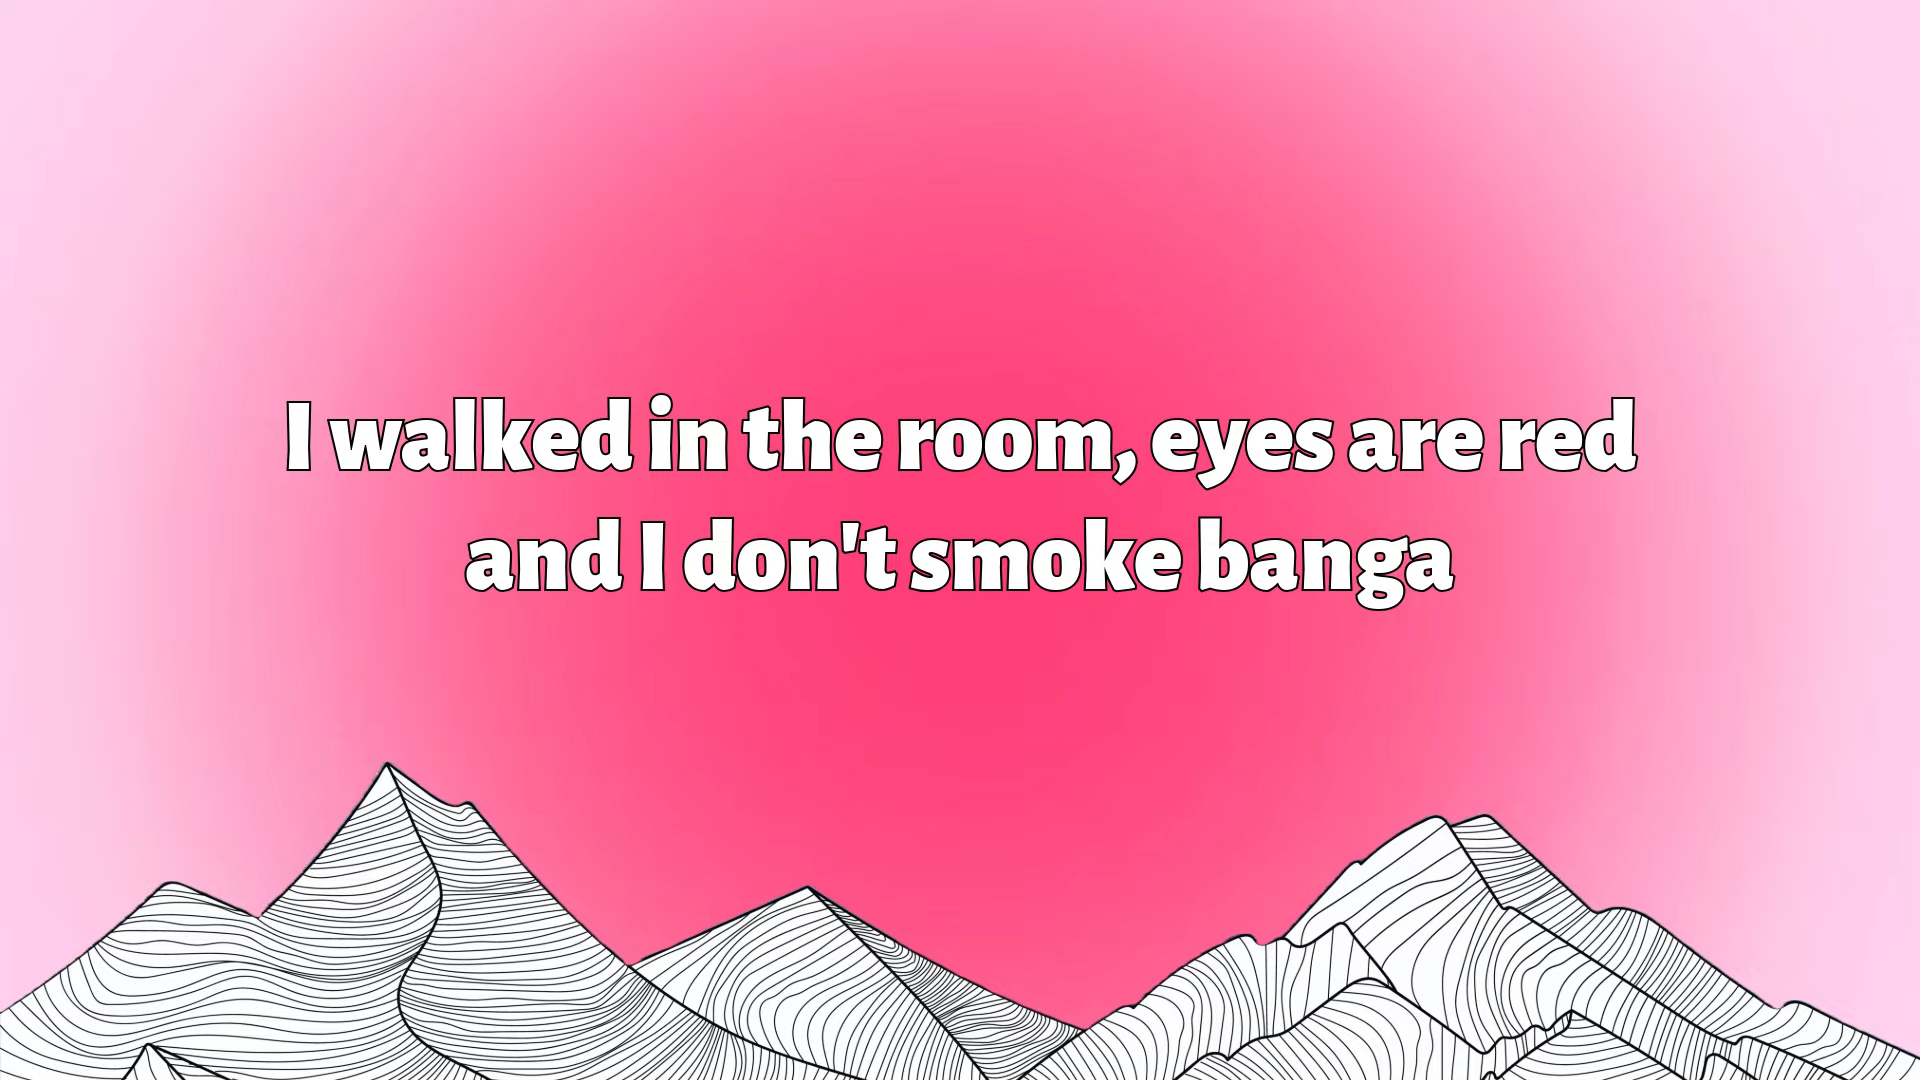 I walked in the room, eyes are red
and I don't smoke banga